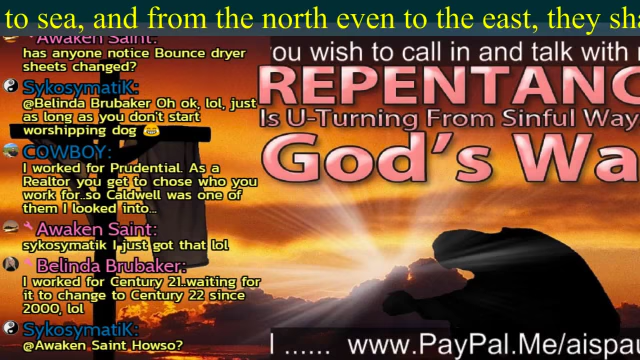 to sea, and from the north even to the east, they sha
Awaken Saint:
has anyone notice Bounce dryer
sheets changed?
SykosymatiK:
@Belinda Brubaker Oh ok, lol, just
as long as you don't start
worshipping dog 😂
COWBOY:
I worked for Prudential. As a
Realtor you get to chose who you
work for..so Caldwell was one of
them I looked into...
Awaken Saint:
sykosymatik I just got that lol
Belinda Brubaker:
I worked for Century 21..waiting for
it to change to Century 22 since
2000, lol
SykosymatiK:
@Awaken Saint Howso?
ou wish to call in and talk with
REPENTANC
Is U-Turning From Sinful Way
God's Wa
www.PayPal.Me/aispau